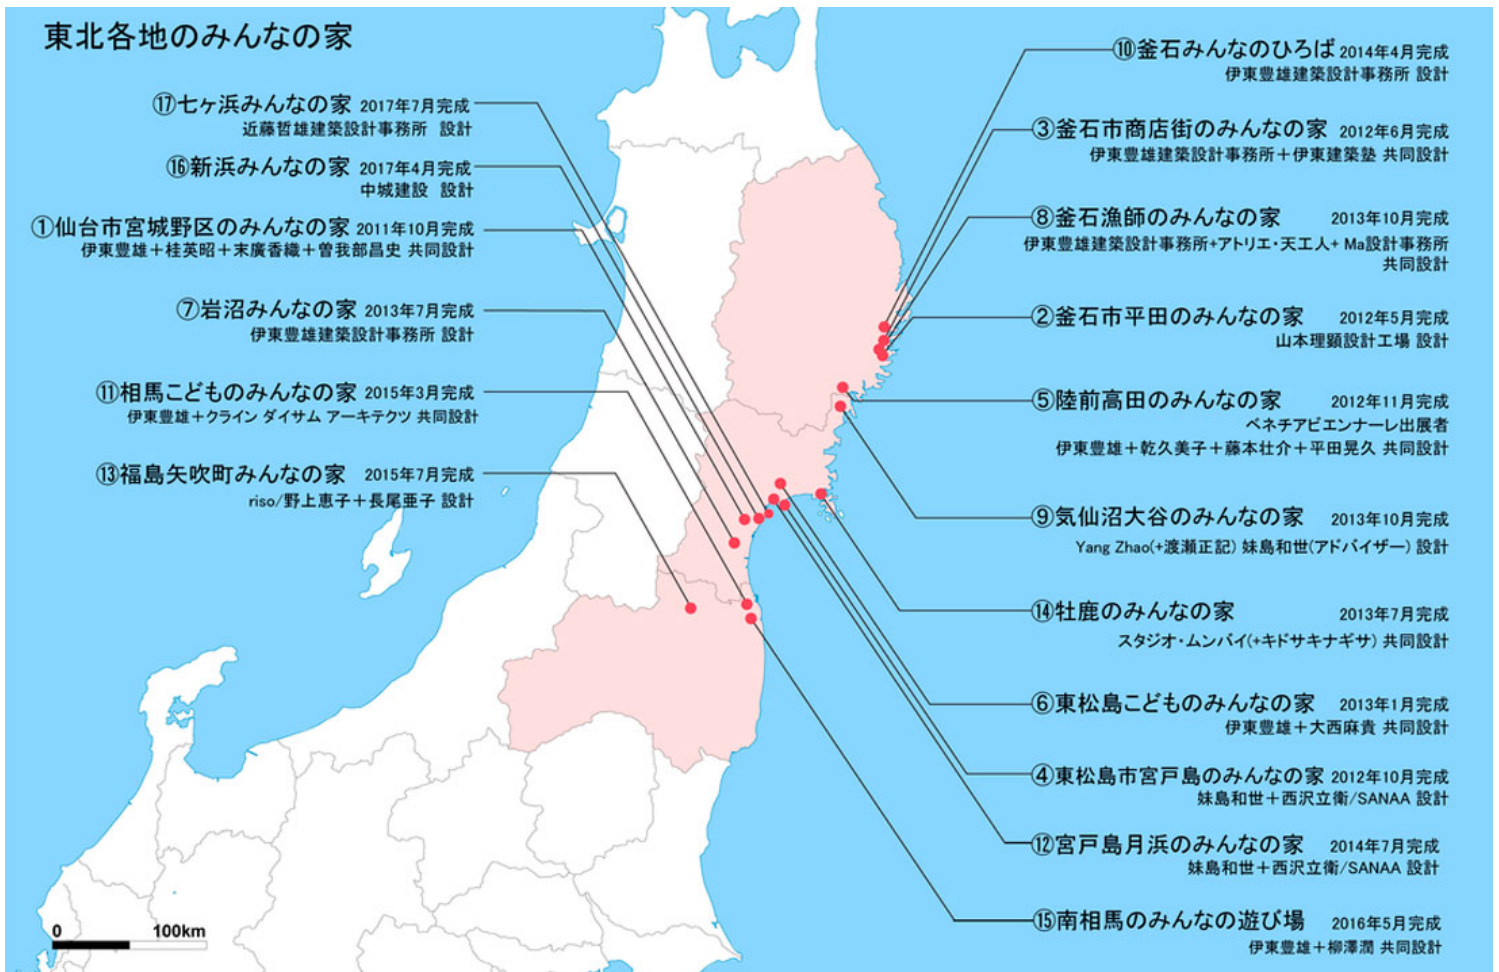 東北各地のみんなの家
⑰七ヶ浜みんなの家 2017年7月完成
近藤哲雄建築設計事務所 設計
⑯新浜みんなの家 2017年4月完成
中城建設 設計
①仙台市宮城野区のみんなの家 2011年10月完成
伊東豊雄＋桂英昭＋末廣香織＋曽我部昌史 共同設計
⑦岩沼みんなの家 2013年7月完成
伊東豊雄建築設計事務所 設計
⑪相馬こどものみんなの家 2015年3月完成
伊東豊雄＋クライン ダイサム アーキテクツ 共同設計
⑬福島矢吹町みんなの家 2015年7月完成
riso/野上恵子＋長尾亜子 設計
⑩釜石みんなのひろば 2014年4月完成
伊東豊雄建築設計事務所 設計
③釜石市商店街のみんなの家 2012年6月完成
伊東豊雄建築設計事務所＋伊東建築塾 共同設計
⑧釜石漁師のみんなの家 2013年10月完成
伊東豊雄建築設計事務所+アトリエ・天工人+ Ma設計事務所
共同設計
②釜石市平田のみんなの家 2012年5月完成
山本理顕設計工場 設計
⑤陸前高田のみんなの家 2012年11月完成
ベネチアビエンナーレ出展者
伊東豊雄＋乾久美子＋藤本壮介＋平田晃久 共同設計
⑨気仙沼大谷のみんなの家 2013年10月完成
Yang Zhao(+渡瀬正記) 妹島和世(アドバイザー) 設計
⑭牡鹿のみんなの家 2013年7月完成
スタジオ・ムンバイ(+キドサキナギサ) 共同設計
⑥東松島こどものみんなの家 2013年1月完成
伊東豊雄＋大西麻貴 共同設計
④東松島市宮戸島のみんなの家 2012年10月完成
妹島和世＋西沢立衛/SANAA 設計
⑫宮戸島月浜のみんなの家 2014年7月完成
妹島和世＋西沢立衛/SANAA 設計
⑮南相馬のみんなの遊び場 2016年5月完成
伊東豊雄＋柳澤潤 共同設計
0 100km